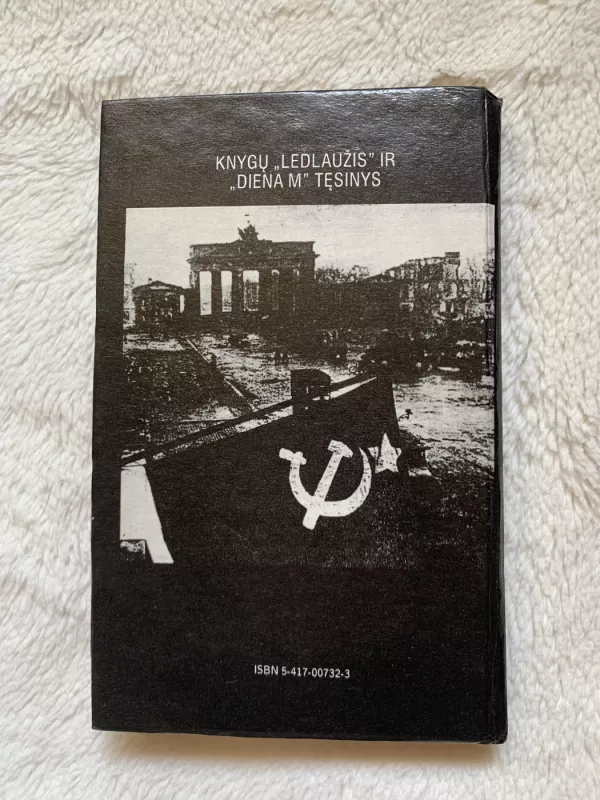 KNYGŲ „LEDLAUŽIS” IR
„DIENA M” TĘSINYS
ISBN 5-417-00732-3